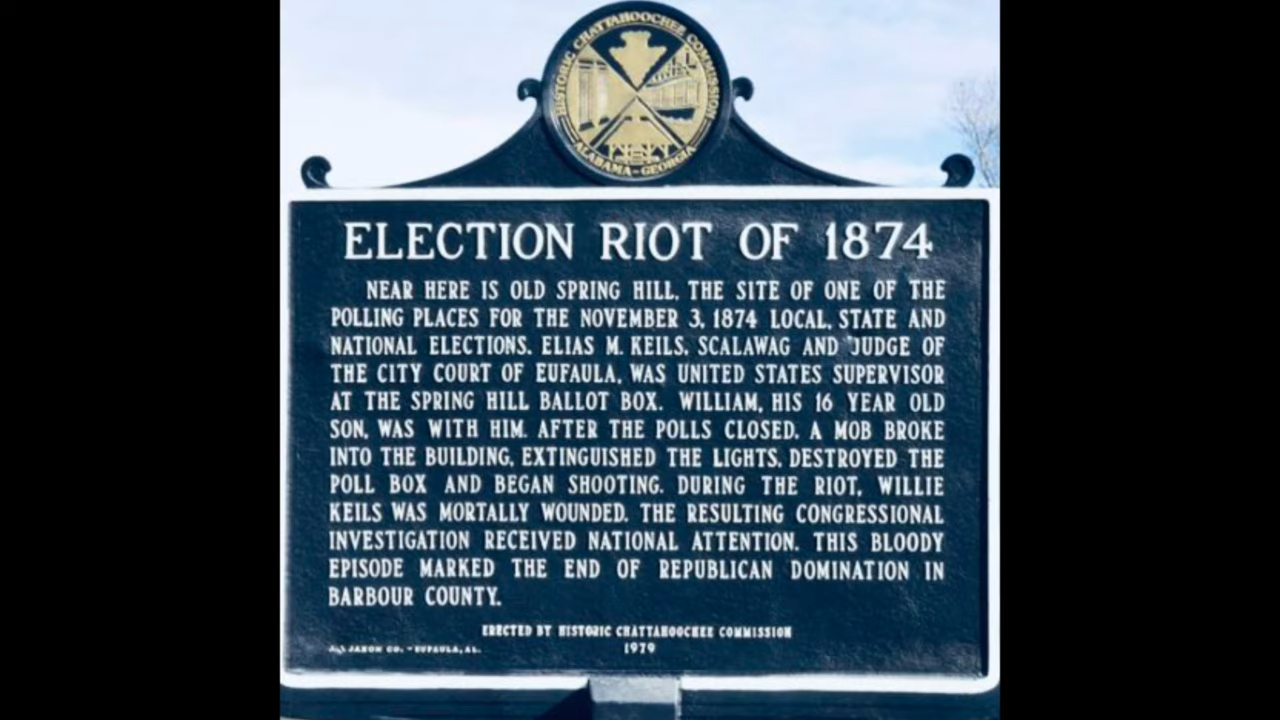 HISTORIC CHATTAHOOCHEE COMMISSION
ALABAMA-GEORGIA
ELECTION RIOT OF 1874
NEAR HERE IS OLD SPRING HILL, THE SITE OF ONE OF THE
POLLING PLACES FOR THE NOVEMBER 3, 1874 LOCAL, STATE AND
NATIONAL ELECTIONS. ELIAS M. KEILS, SCALAWAG AND JUDGE OF
THE CITY COURT OF EUFAULA, WAS UNITED STATES SUPERVISOR
AT THE SPRING HILL BALLOT BOX. WILLIAM, HIS 16 YEAR OLD
SON, WAS WITH HIM. AFTER THE POLLS CLOSED, A MOB BROKE
INTO THE BUILDING, EXTINGUISHED THE LIGHTS, DESTROYED THE
POLL BOX AND BEGAN SHOOTING. DURING THE RIOT, WILLIE
KEILS WAS MORTALLY WOUNDED. THE RESULTING CONGRESSIONAL
INVESTIGATION RECEIVED NATIONAL ATTENTION. THIS BLOODY
EPISODE MARKED THE END OF REPUBLICAN DOMINATION IN
BARBOUR COUNTY.
ERECTED BY HISTORIC CHATTAHOOCHEE COMMISSION
1979
CO. - EUFAULA, AL.